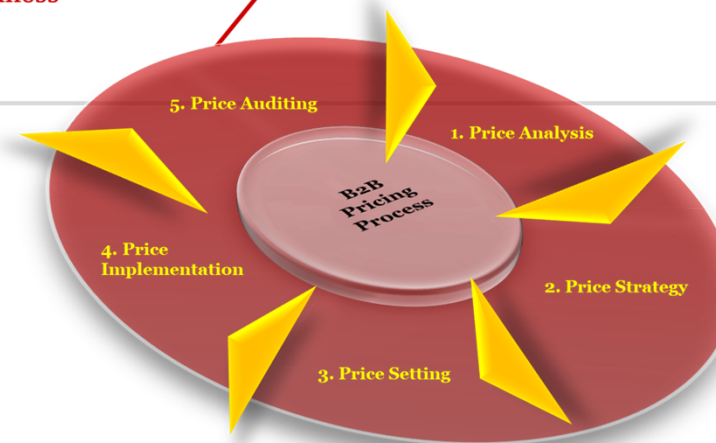 5. Price Auditing
1. Price Analysis
B2B
Pricing
Process
4. Price
Implementation
2. Price Strategy
3. Price Setting